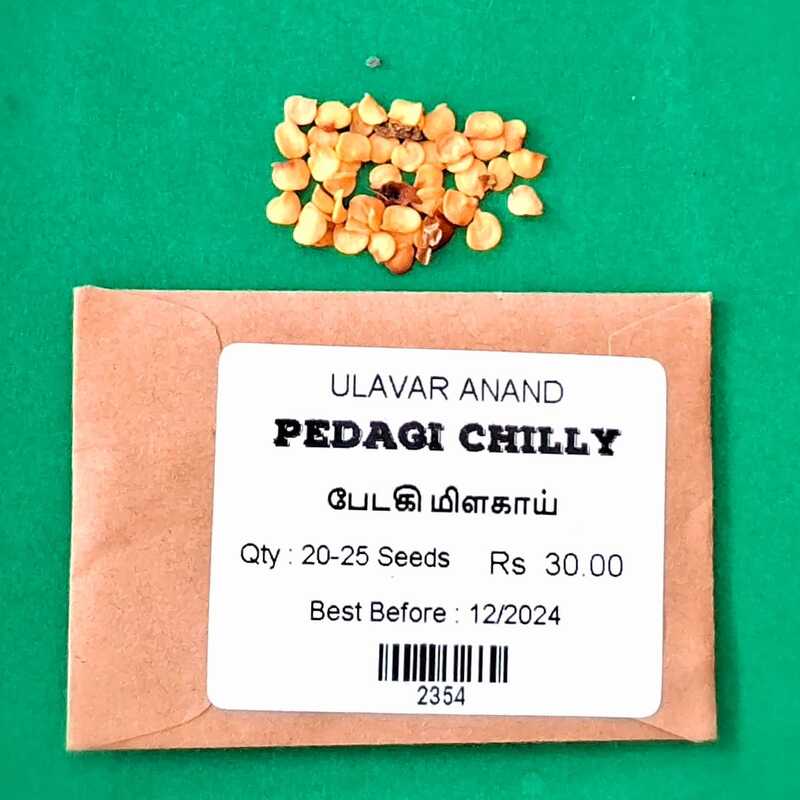 ULAVAR ANAND
PEDAGI CHILLY
பேடகி மிளகாய்
Qty : 20-25 Seeds Rs 30.00
Best Before : 12/2024
2354